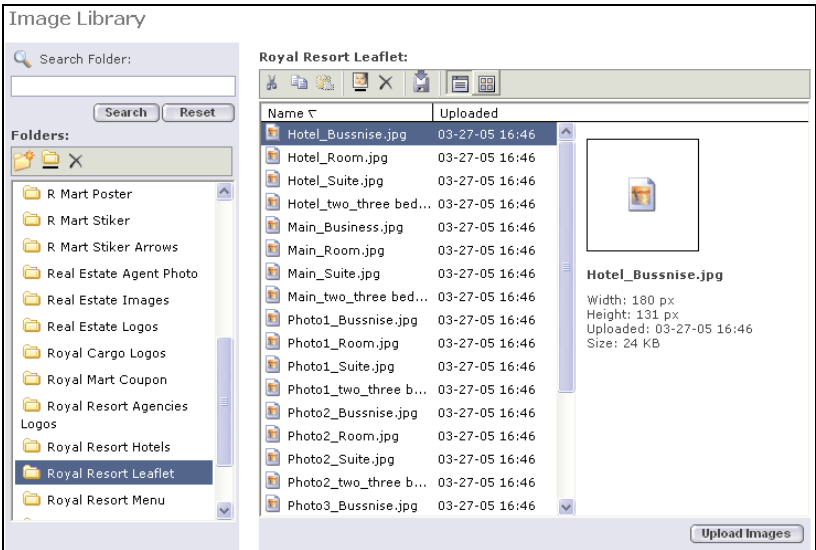 Image Library
Search Folder:
Search Reset
Folders:
R Mart Poster
R Mart Stiker
R Mart Stiker Arrows
Real Estate Agent Photo
Real Estate Images
Real Estate Logos
Royal Cargo Logos
Royal Mart Coupon
Royal Resort Agencies
Logos
Royal Resort Hotels
Royal Resort Leaflet
Royal Resort Menu
Royal Resort Leaflet:
Name Uploaded
Hotel_Bussnise.jpg 03-27-05 16:46
Hotel_Room.jpg 03-27-05 16:46
Hotel_Suite.jpg 03-27-05 16:46
Hotel_two_three bed... 03-27-05 16:46
Main_Business.jpg 03-27-05 16:46
Main_Room.jpg 03-27-05 16:46
Main_Suite.jpg 03-27-05 16:46
Main_two_three bed... 03-27-05 16:46
Photo1_Bussnise.jpg 03-27-05 16:46
Photo1_Room.jpg 03-27-05 16:46
Photo1_Suite.jpg 03-27-05 16:46
Photo1_two_three b... 03-27-05 16:46
Photo2_Bussnise.jpg 03-27-05 16:46
Photo2_Room.jpg 03-27-05 16:46
Photo2_Suite.jpg 03-27-05 16:46
Photo2_two_three b... 03-27-05 16:46
Photo3_Bussnise.jpg 03-27-05 16:46
Hotel_Bussnise.jpg
Width: 180 px
Height: 131 px
Uploaded: 03-27-05 16:46
Size: 24 KB
Upload Images